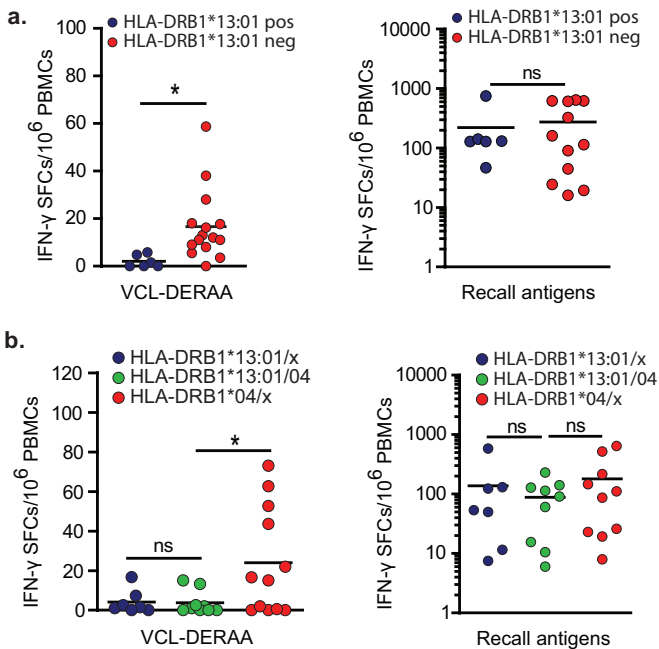 a.
HLA-DRB1*13:01 pos
HLA-DRB1*13:01 neg
IFN-γ SFCs/10⁶ PBMCs
100
80
60
40
20
0
*
VCL-DERAA
HLA-DRB1*13:01 pos
HLA-DRB1*13:01 neg
IFN-γ SFCs/10⁶ PBMCs
10000
1000
100
10
1
ns
Recall antigens
b.
HLA-DRB1*13:01/x
HLA-DRB1*13:01/04
HLA-DRB1*04/x
IFN-γ SFCs/10⁶ PBMCs
120
100
80
60
40
20
0
ns
*
VCL-DERAA
HLA-DRB1*13:01/x
HLA-DRB1*13:01/04
HLA-DRB1*04/x
IFN-γ SFCs/10⁶ PBMCs
10000
1000
100
10
1
ns
ns
Recall antigens